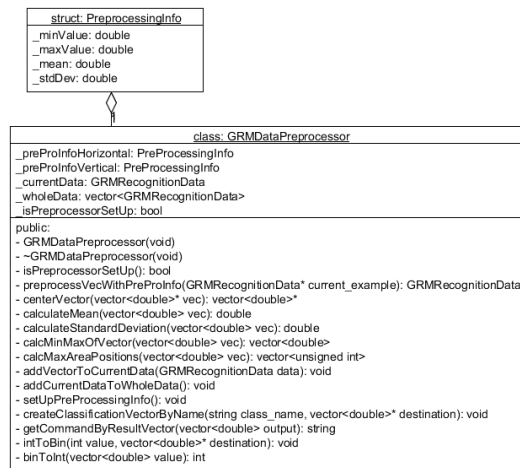 struct: PreprocessingInfo
_minValue: double
_maxValue: double
_mean: double
_stdDev: double
1
class: GRMDataPreprocessor
_preProInfoHorizontal: PreProcessingInfo
_preProInfoVertical: PreProcessingInfo
_currentData: GRMRecognitionData
_wholeData: vector<GRMRecognitionData>
_isPreprocessorSetUp: bool
public:
- GRMDataPreprocessor(void)
- ~GRMDataPreprocessor(void)
- isPreprocessorSetUp(): bool
- preprocessVecWithPreProInfo(GRMRecognitionData* current_example): GRMRecognitionData
- centerVector(vector<double>* vec): vector<double>*
- calculateMean(vector<double> vec): double
- calculateStandardDeviation(vector<double> vec): double
- calcMinMaxOfVector(vector<double> vec): vector<double>
- calcMaxAreaPositions(vector<double> vec): vector<unsigned int>
- addVectorToCurrentData(GRMRecognitionData data): void
- addCurrentDataToWholeData(): void
- setUpPreProcessingInfo(): void
- createClassificationVectorByName(string class_name, vector<double>* destination): void
- getCommandByResultVector(vector<double> output): string
- intToBin(int value, vector<double>* destination): void
- binToInt(vector<double> value): int